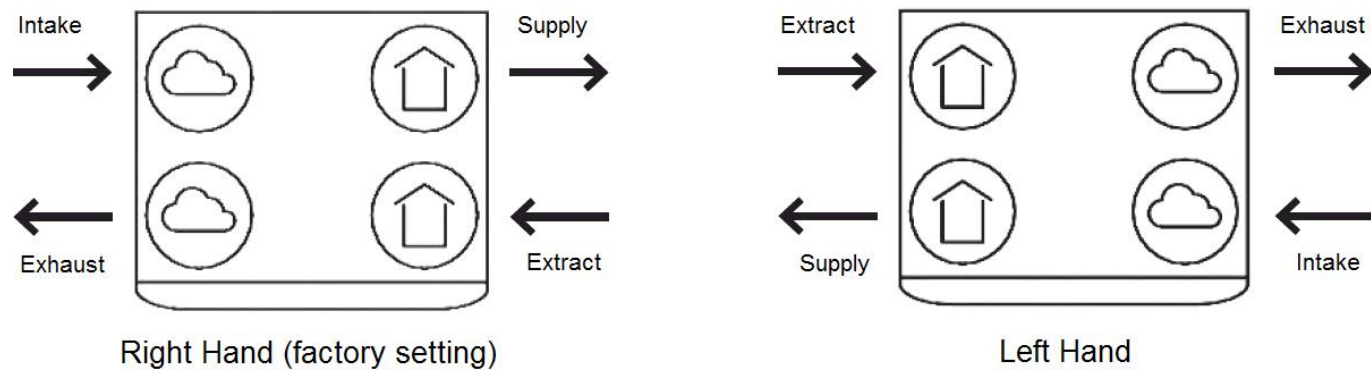 Intake
Supply
Exhaust
Extract
Right Hand (factory setting)
Extract
Exhaust
Supply
Intake
Left Hand